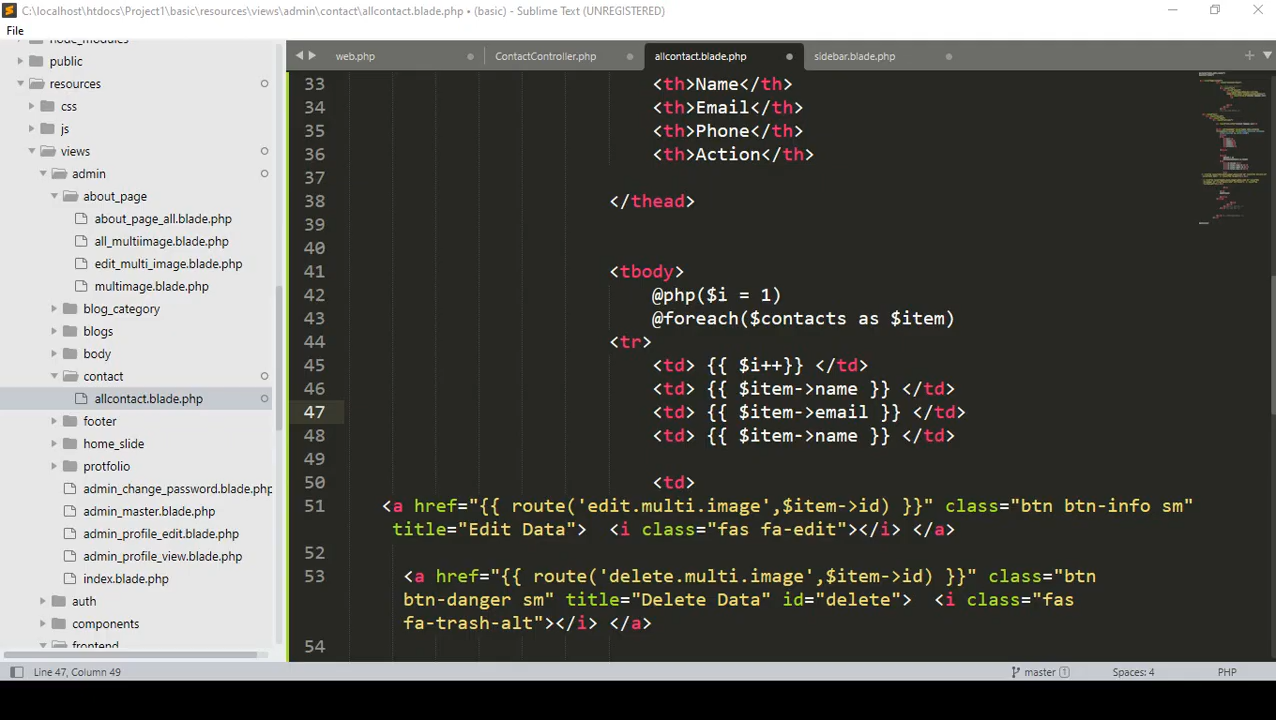 C:\localhost\htdocs\Project1\basic\resources\views\admin\contact\allcontact.blade.php • (basic) - Sublime Text (UNREGISTERED)
File
web.php
ContactController.php
allcontact.blade.php
sidebar.blade.php
node_modules
public
resources
css
js
views
admin
about_page
about_page_all.blade.php
all_multiimage.blade.php
edit_multi_image.blade.php
multimage.blade.php
blog_category
blogs
body
contact
allcontact.blade.php
footer
home_slide
protfolio
admin_change_password.blade.php
admin_master.blade.php
admin_profile_edit.blade.php
admin_profile_view.blade.php
index.blade.php
auth
components
frontend
33 <th>Name</th>
34 <th>Email</th>
35 <th>Phone</th>
36 <th>Action</th>
37
38 </thead>
39
40
41 <tbody>
42 @php($i = 1)
43 @foreach($contacts as $item)
44 <tr>
45 <td> {{ $i++}} </td>
46 <td> {{ $item->name }} </td>
47 <td> {{ $item->email }} </td>
48 <td> {{ $item->name }} </td>
49
50 <td>
51 <a href="{{ route('edit.multi.image',$item->id) }}" class="btn btn-info sm"
title="Edit Data">  <i class="fas fa-edit"></i> </a>
52
53 <a href="{{ route('delete.multi.image',$item->id) }}" class="btn
btn-danger sm" title="Delete Data" id="delete">  <i class="fas
fa-trash-alt"></i> </a>
54
Line 47, Column 49
master 1
Spaces: 4
PHP